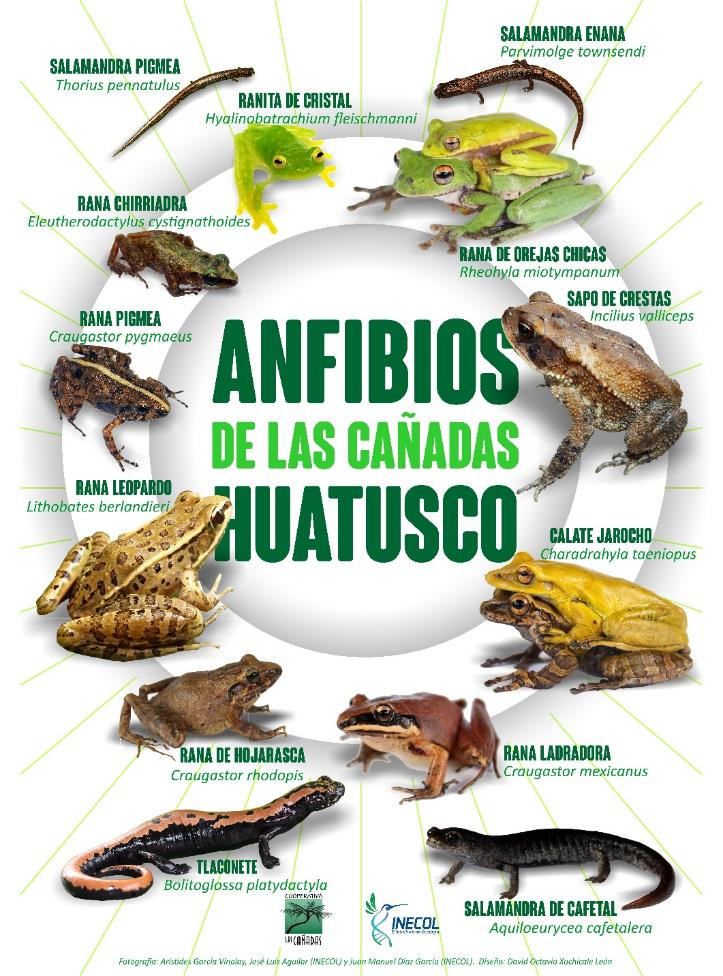 SALAMANDRA ENANA
Parvimolge townsendi
SALAMANDRA PIGMEA
Thorius pennatulus
RANITA DE CRISTAL
Hyalinobatrachium fleischmanni
RANA CHIRRIADRA
Eleutherodactylus cystignathoides
RANA DE OREJAS CHICAS
Rheohyla miotympanum
SAPO DE CRESTAS
Incilius valliceps
RANA PIGMEA
Craugastor pygmaeus
ANFIBIOS
DE LAS CAÑADAS
HUATUSCO
RANA LEOPARDO
Lithobates berlandieri
CALATE JAROCHO
Charadrahyla taeniopus
RANA DE HOJARASCA
Craugastor rhodopis
RANA LADRADORA
Craugastor mexicanus
TLACONETE
Bolitoglossa platydactyla
SALAMANDRA DE CAFETAL
Aquiloeurycea cafetalera
COOPERATIVA
LAS CAÑADAS
INECOL
Fotografía: Arístides García Vinalay, José Luis Aguilar (INECOL) y Juan Manuel Díaz García (INECOL). Diseño: David Octavio Xochicale León